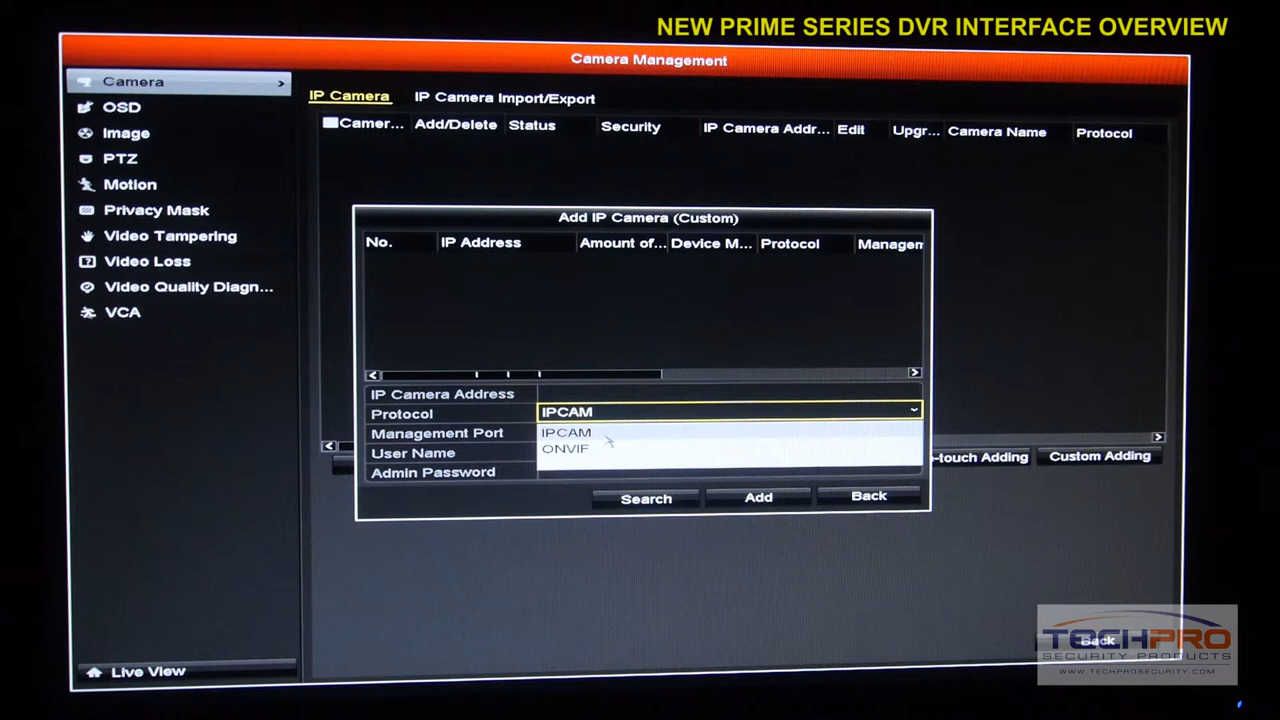 NEW PRIME SERIES DVR INTERFACE OVERVIEW
Camera Management
Camera
OSD
Image
PTZ
Motion
Privacy Mask
Video Tampering
Video Loss
Video Quality Diagn...
VCA
Live View
IP Camera IP Camera Import/Export
Camer... Add/Delete Status Security IP Camera Addr... Edit Upgr... Camera Name Protocol
Add IP Camera (Custom)
No. IP Address Amount of... Device M... Protocol Managem
IP Camera Address
Protocol IPCAM
Management Port IPCAM
User Name ONVIF
Admin Password
Search Add Back
-touch Adding Custom Adding
Back
TECHPRO
SECURITY PRODUCTS
WWW.TECHPROSECURITY.COM